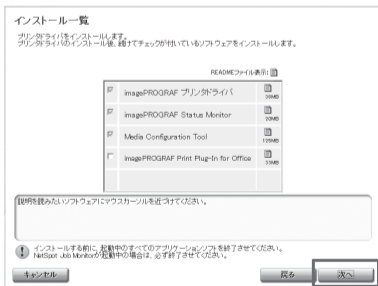 インストール一覧
プリンタドライバをインストールします。
プリンタドライバのインストール後、続けてチェックが付いているソフトウェアをインストールします。
READMEファイル表示:
imagePROGRAF プリンタドライバ
imagePROGRAF Status Monitor
Media Configuration Tool
imagePROGRAF Print Plug-In for Office
説明を読みたいソフトウェアにマウスカーソルを近づけてください。
インストールする前に、起動中のすべてのアプリケーションソフトを終了させてください。
NetSpot Job Monitorが起動中の場合は、必ず終了させてください。
キャンセル
戻る
次へ